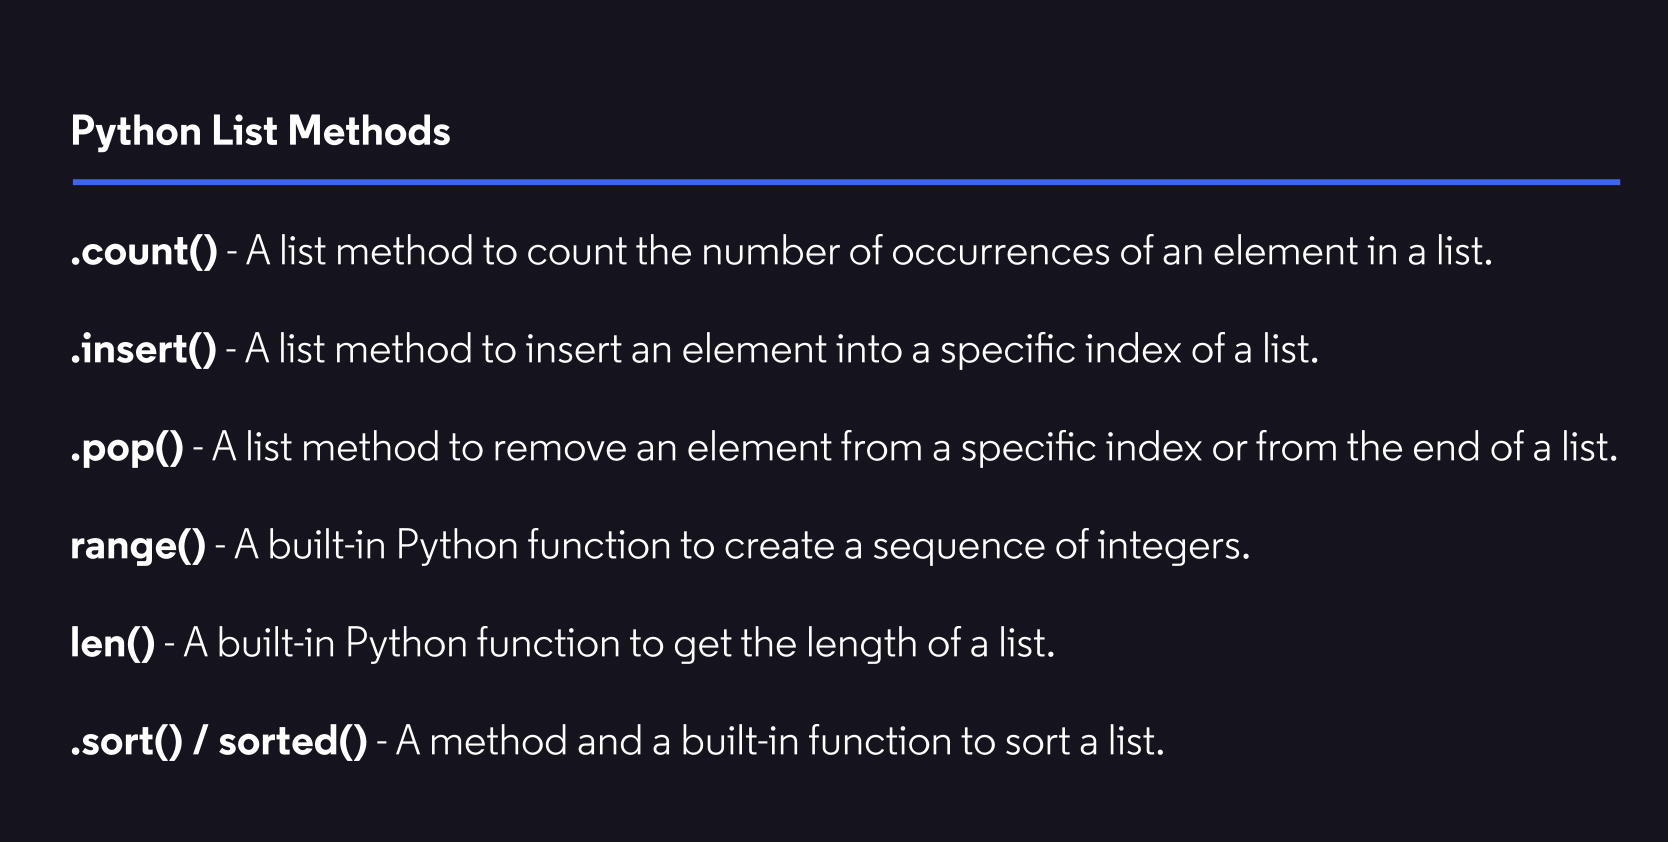 Python List Methods
.count() - A list method to count the number of occurrences of an element in a list.
.insert() - A list method to insert an element into a specific index of a list.
.pop() - A list method to remove an element from a specific index or from the end of a list.
range() - A built-in Python function to create a sequence of integers.
len() - A built-in Python function to get the length of a list.
.sort() / sorted() - A method and a built-in function to sort a list.